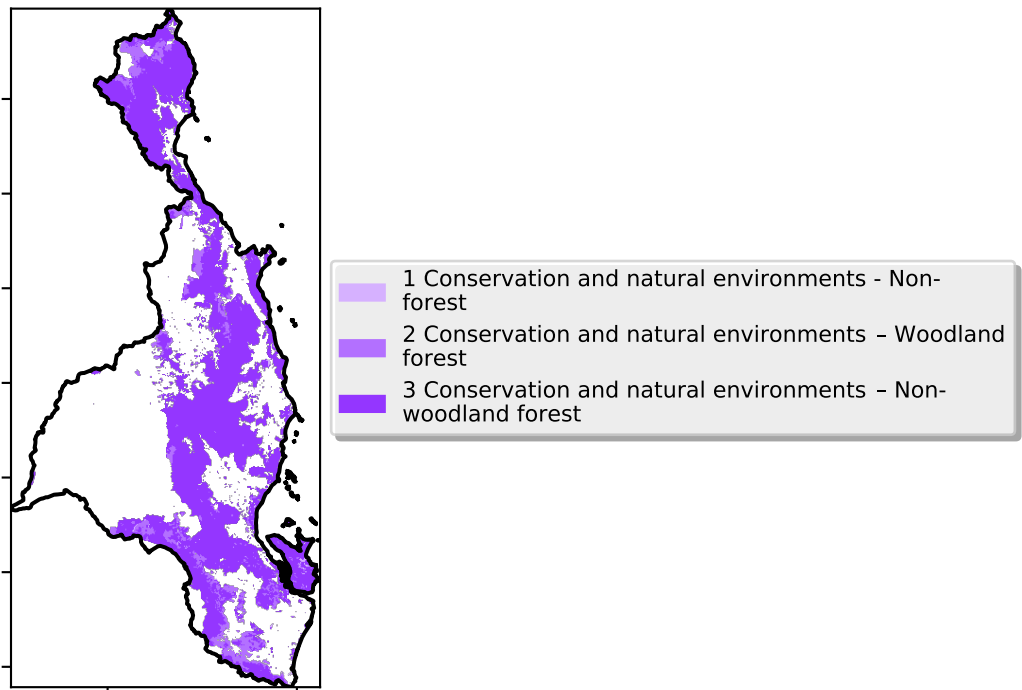 1 Conservation and natural environments - Non-
forest
2 Conservation and natural environments – Woodland
forest
3 Conservation and natural environments – Non-
woodland forest